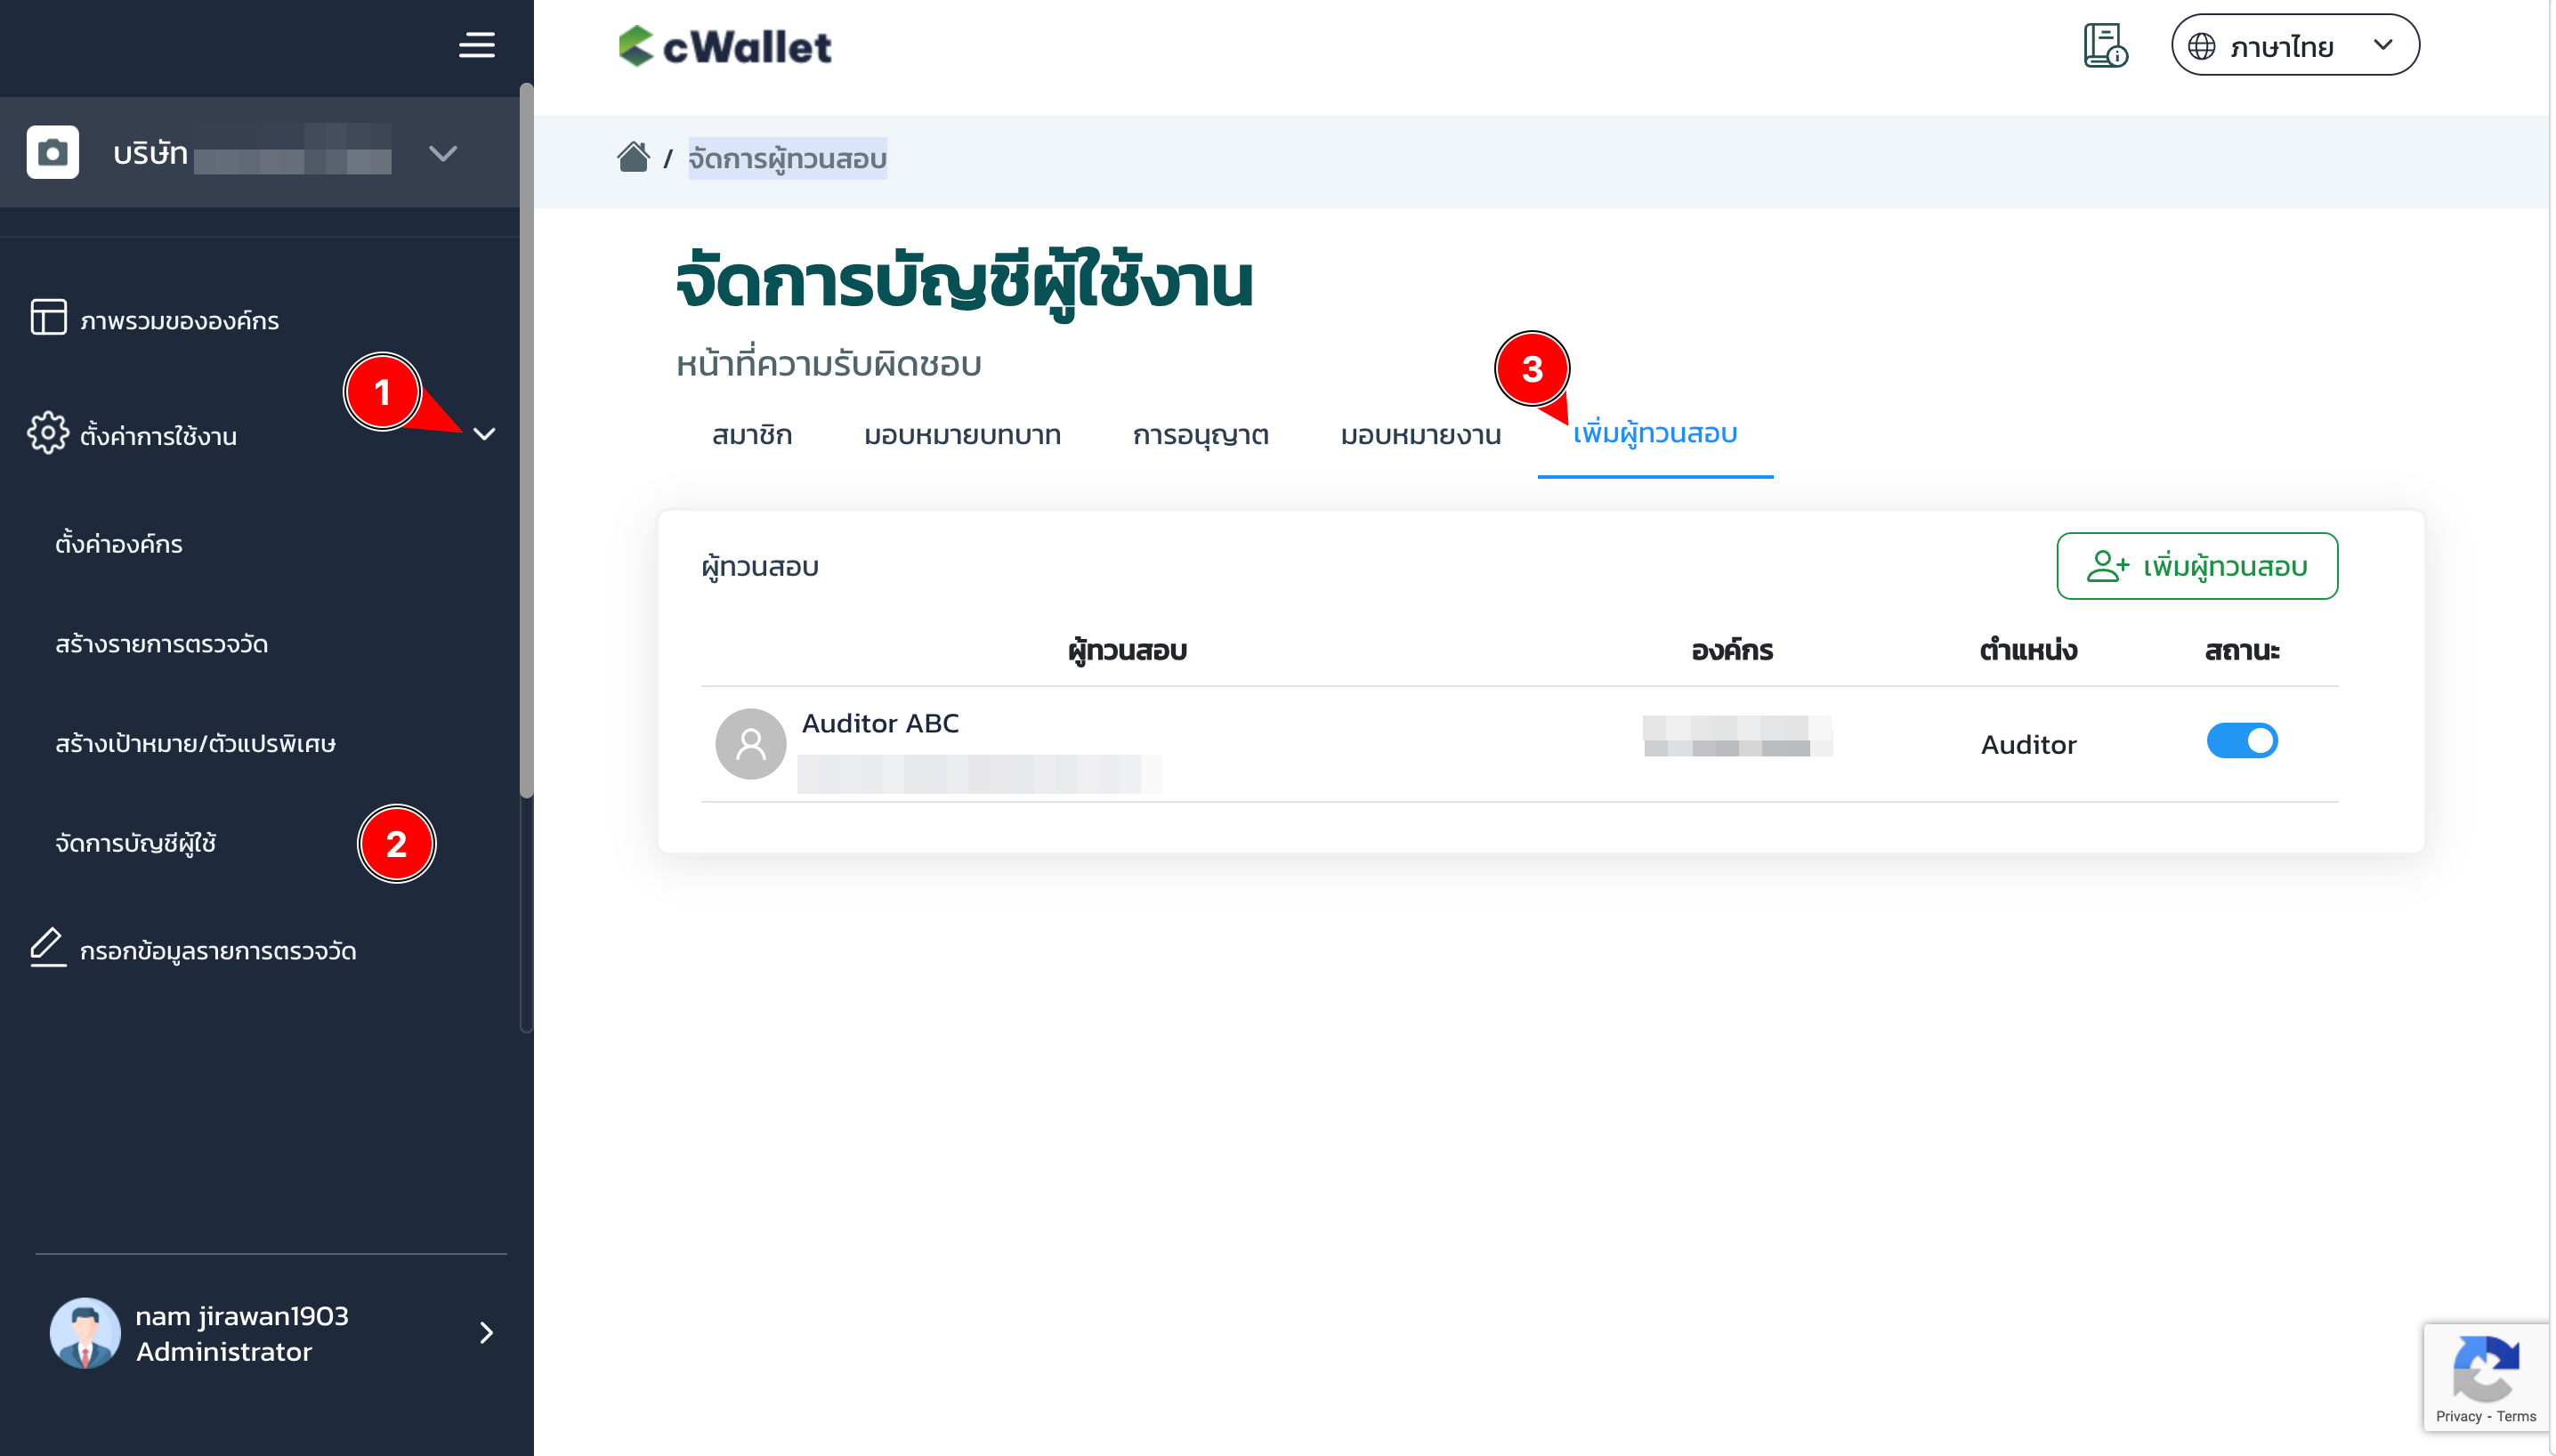 cWallet
ภาษาไทย
บริษัท
/ จัดการผู้ทวนสอบ
ภาพรวมขององค์กร
1
ตั้งค่าการใช้งาน
ตั้งค่าองค์กร
สร้างรายการตรวจวัด
สร้างเป้าหมาย/ตัวแปรพิเศษ
จัดการบัญชีผู้ใช้
2
กรอกข้อมูลรายการตรวจวัด
nam jirawan1903
Administrator
จัดการบัญชีผู้ใช้งาน
หน้าที่ความรับผิดชอบ
3
สมาชิก มอบหมายบทบาท การอนุญาต มอบหมายงาน เพิ่มผู้ทวนสอบ
ผู้ทวนสอบ เพิ่มผู้ทวนสอบ
ผู้ทวนสอบ องค์กร ตำแหน่ง สถานะ
Auditor ABC
Auditor
Privacy - Terms